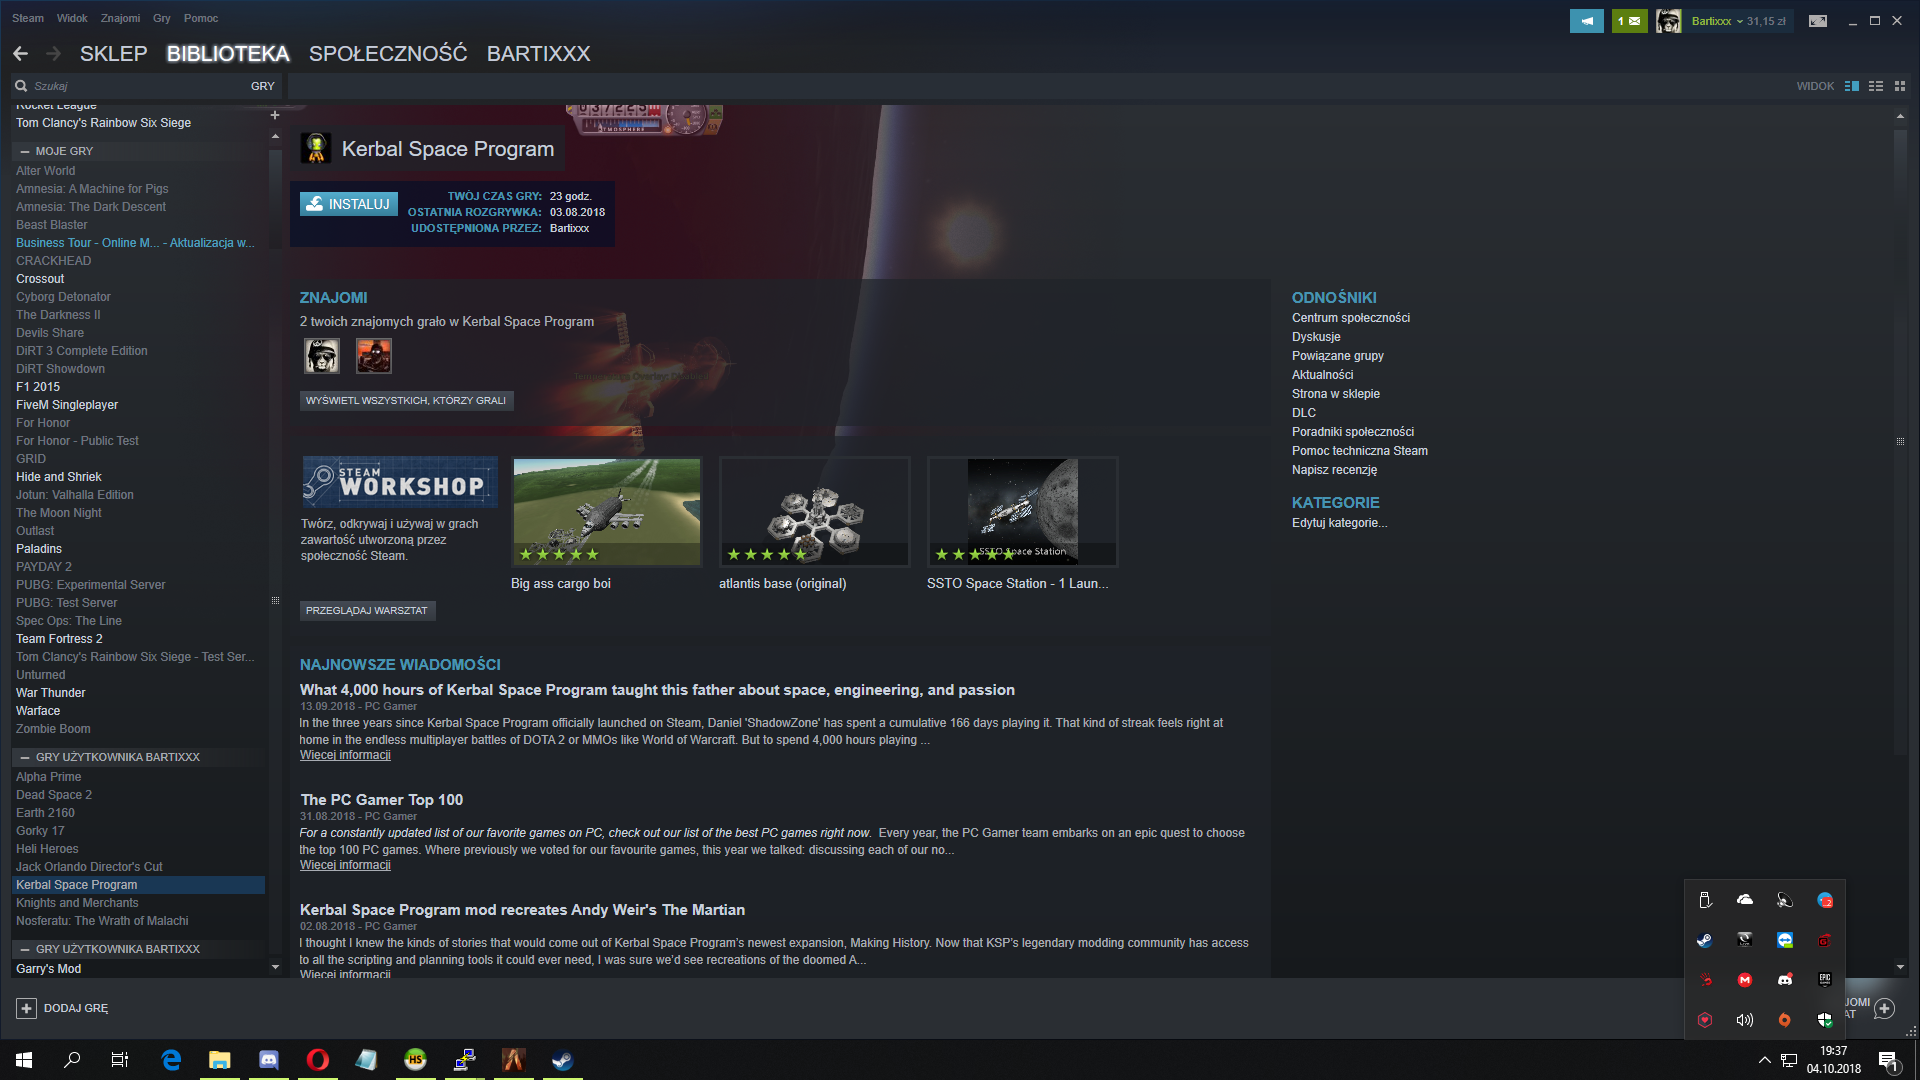 Steam Widok Znajomi Gry Pomoc
1 Bartixxx 31,15 zł
SKLEP BIBLIOTEKA SPOŁECZNOŚĆ BARTIXXX
Szukaj GRY
WIDOK
Rocket League
Tom Clancy's Rainbow Six Siege
MOJE GRY
Alter World
Amnesia: A Machine for Pigs
Amnesia: The Dark Descent
Beast Blaster
Business Tour - Online M... - Aktualizacja w...
CRACKHEAD
Crossout
Cyborg Detonator
The Darkness II
Devils Share
DiRT 3 Complete Edition
DiRT Showdown
F1 2015
FiveM Singleplayer
For Honor
For Honor - Public Test
GRID
Hide and Shriek
Jotun: Valhalla Edition
The Moon Night
Outlast
Paladins
PAYDAY 2
PUBG: Experimental Server
PUBG: Test Server
Spec Ops: The Line
Team Fortress 2
Tom Clancy's Rainbow Six Siege - Test Ser...
Unturned
War Thunder
Warface
Zombie Boom
GRY UŻYTKOWNIKA BARTIXXX
Alpha Prime
Dead Space 2
Earth 2160
Gorky 17
Heli Heroes
Jack Orlando Director's Cut
Kerbal Space Program
Knights and Merchants
Nosferatu: The Wrath of Malachi
GRY UŻYTKOWNIKA BARTIXXX
Garry's Mod
DODAJ GRĘ
ATMOSPHERE
Kerbal Space Program
INSTALUJ
TWÓJ CZAS GRY: 23 godz.
OSTATNIA ROZGRYWKA: 03.08.2018
UDOSTĘPNIONA PRZEZ: Bartixxx
ZNAJOMI
2 twoich znajomych grało w Kerbal Space Program
WYŚWIETL WSZYSTKICH, KTÓRZY GRALI
STEAM
WORKSHOP
Twórz, odkrywaj i używaj w grach
zawartość utworzoną przez
społeczność Steam.
PRZEGLĄDAJ WARSZTAT
Big ass cargo boi
atlantis base (original)
SSTO Space Station
SSTO Space Station - 1 Laun...
NAJNOWSZE WIADOMOŚCI
What 4,000 hours of Kerbal Space Program taught this father about space, engineering, and passion
13.09.2018 - PC Gamer
In the three years since Kerbal Space Program officially launched on Steam, Daniel 'ShadowZone' has spent a cumulative 166 days playing it. That kind of streak feels right at
home in the endless multiplayer battles of DOTA 2 or MMOs like World of Warcraft. But to spend 4,000 hours playing ...
Więcej informacji
The PC Gamer Top 100
31.08.2018 - PC Gamer
For a constantly updated list of our favorite games on PC, check out our list of the best PC games right now. Every year, the PC Gamer team embarks on an epic quest to choose
the top 100 PC games. Where previously we voted for our favourite games, this year we talked: discussing each of our no...
Więcej informacji
Kerbal Space Program mod recreates Andy Weir's The Martian
02.08.2018 - PC Gamer
I thought I knew the kinds of stories that would come out of Kerbal Space Program's newest expansion, Making History. Now that KSP's legendary modding community has access
to all the scripting and planning tools it could ever need, I was sure we'd see recreations of the doomed A...
Więcej informacji
ODNOŚNIKI
Centrum społeczności
Dyskusje
Powiązane grupy
Aktualności
Strona w sklepie
DLC
Poradniki społeczności
Pomoc techniczna Steam
Napisz recenzję
KATEGORIE
Edytuj kategorie...
EPIC
HS
19:37
04.10.2018
1